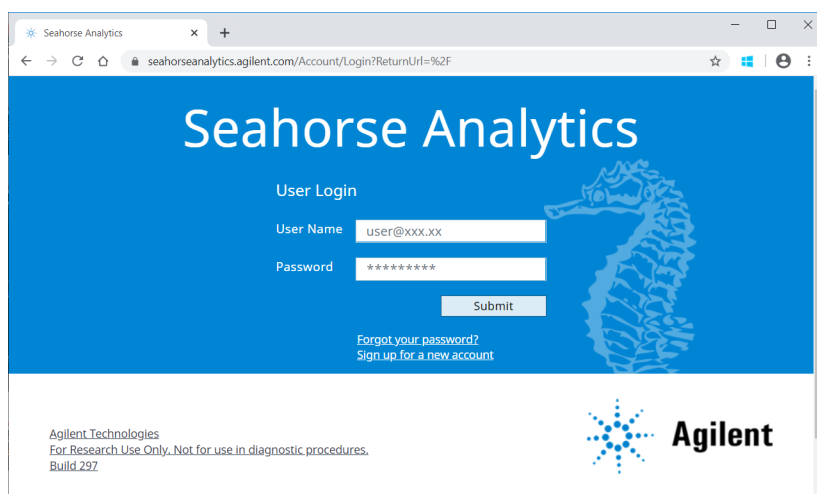 Seahorse Analytics
seahorseanalytics.agilent.com/Account/Login?ReturnUrl=%2F
Seahorse Analytics
User Login
User Name user@xxx.xx
Password *********
Submit
Forgot your password?
Sign up for a new account
Agilent Technologies
For Research Use Only. Not for use in diagnostic procedures.
Build 297
Agilent